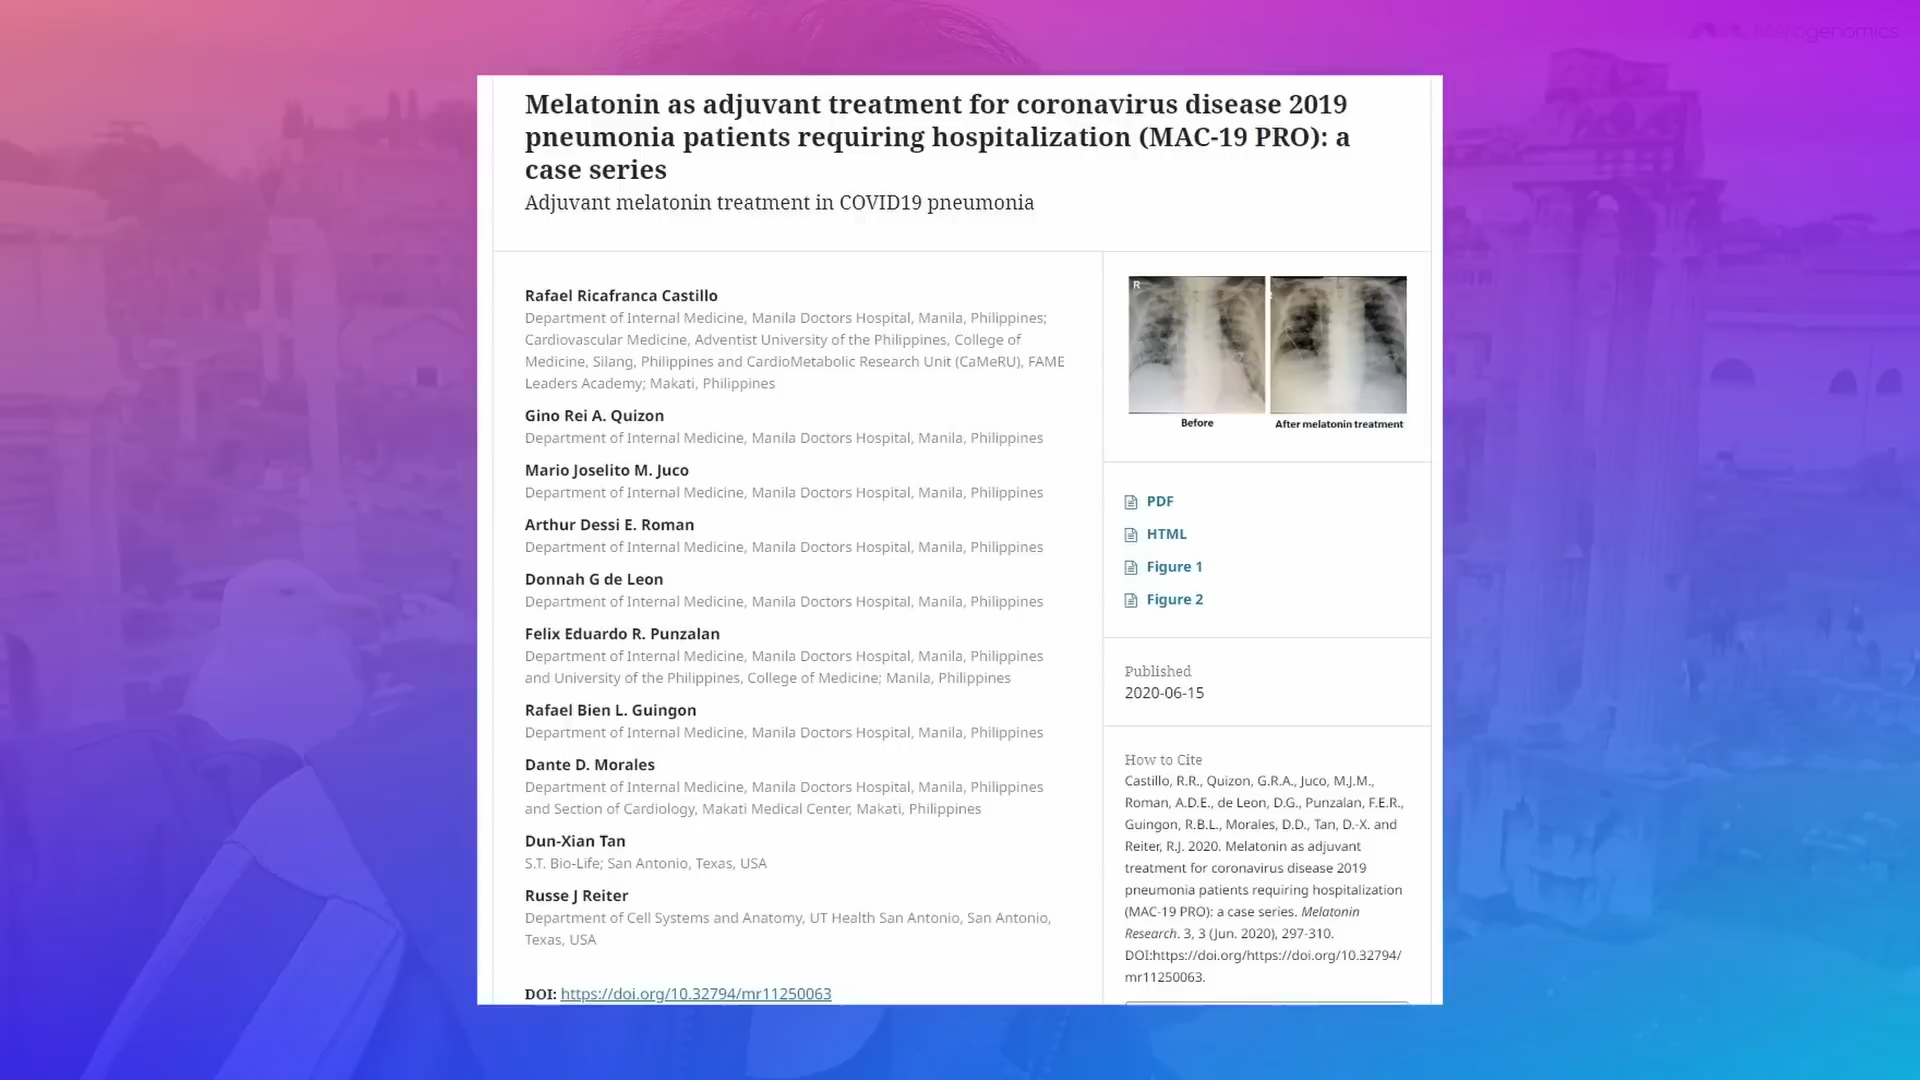 Merogenomics
Melatonin as adjuvant treatment for coronavirus disease 2019
pneumonia patients requiring hospitalization (MAC-19 PRO): a
case series
Adjuvant melatonin treatment in COVID19 pneumonia
Rafael Ricafranca Castillo
Department of Internal Medicine, Manila Doctors Hospital, Manila, Philippines;
Cardiovascular Medicine, Adventist University of the Philippines, College of
Medicine, Silang, Philippines and CardioMetabolic Research Unit (CaMeRU), FAME
Leaders Academy; Makati, Philippines
Gino Rei A. Quizon
Department of Internal Medicine, Manila Doctors Hospital, Manila, Philippines
Mario Joselito M. Juco
Department of Internal Medicine, Manila Doctors Hospital, Manila, Philippines
Arthur Dessi E. Roman
Department of Internal Medicine, Manila Doctors Hospital, Manila, Philippines
Donnah G de Leon
Department of Internal Medicine, Manila Doctors Hospital, Manila, Philippines
Felix Eduardo R. Punzalan
Department of Internal Medicine, Manila Doctors Hospital, Manila, Philippines
and University of the Philippines, College of Medicine; Manila, Philippines
Rafael Bien L. Guingon
Department of Internal Medicine, Manila Doctors Hospital, Manila, Philippines
Dante D. Morales
Department of Internal Medicine, Manila Doctors Hospital, Manila, Philippines
and Section of Cardiology, Makati Medical Center, Makati, Philippines
Dun-Xian Tan
S.T. Bio-Life; San Antonio, Texas, USA
Russe J Reiter
Department of Cell Systems and Anatomy, UT Health San Antonio, San Antonio,
Texas, USA
DOI: https://doi.org/10.32794/mr11250063
R
Before
After melatonin treatment
PDF
HTML
Figure 1
Figure 2
Published
2020-06-15
How to Cite
Castillo, R.R., Quizon, G.R.A., Juco, M.J.M.,
Roman, A.D.E., de Leon, D.G., Punzalan, F.E.R.,
Guingon, R.B.L., Morales, D.D., Tan, D.-X. and
Reiter, R.J. 2020. Melatonin as adjuvant
treatment for coronavirus disease 2019
pneumonia patients requiring hospitalization
(MAC-19 PRO): a case series. Melatonin
Research. 3, 3 (Jun. 2020), 297-310.
DOI:https://doi.org/https://doi.org/10.32794/
mr11250063.